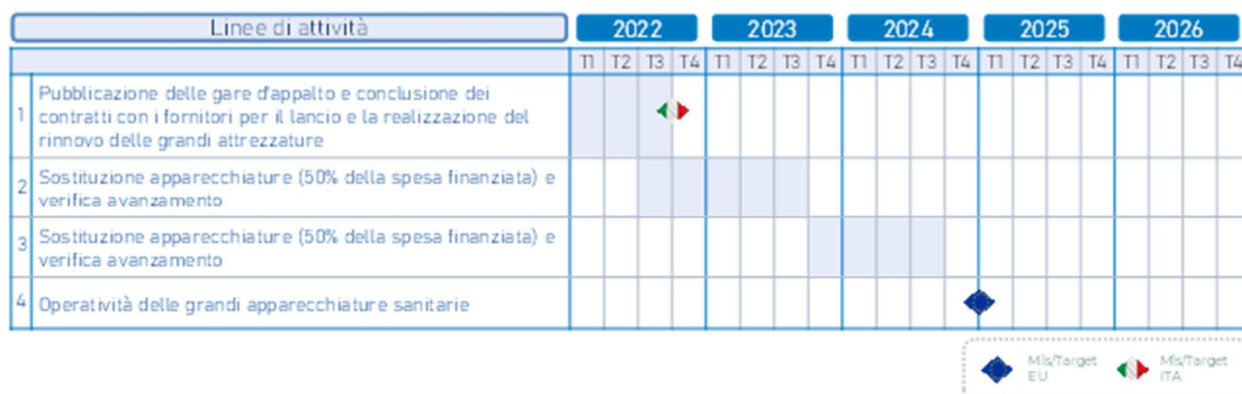 Linee di attività 2022 2023 2024 2025 2026
T1 T2 T3 T4 T1 T2 T3 T4 T1 T2 T3 T4 T1 T2 T3 T4 T1 T2 T3 T4
1 Pubblicazione delle gare d'appalto e conclusione dei
contratti con i fornitori per il lancio e la realizzazione del
rinnovo delle grandi attrezzature
2 Sostituzione apparecchiature (50% della spesa finanziata) e
verifica avanzamento
3 Sostituzione apparecchiature (50% della spesa finanziata) e
verifica avanzamento
4 Operatività delle grandi apparecchiature sanitarie
Mls/Target
EU
Mls/Target
ITA